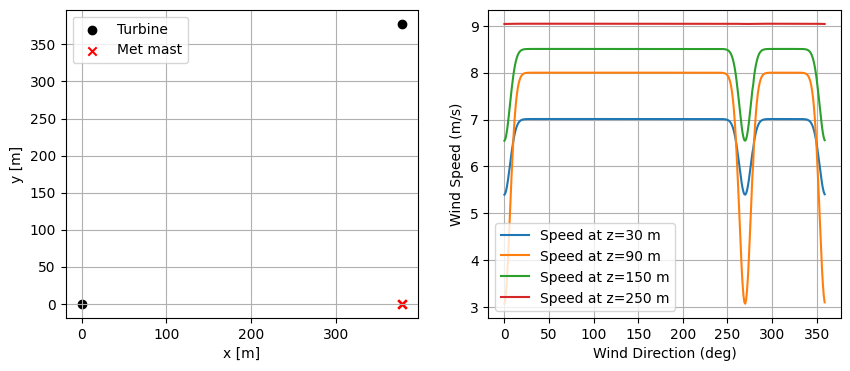 Turbine
Met mast
y [m]
350
300
250
200
150
100
50
0
0
100
200
300
x [m]
Wind Speed (m/s)
9
8
7
6
5
4
3
Speed at z=30 m
Speed at z=90 m
Speed at z=150 m
Speed at z=250 m
0
50
100
150
200
250
300
350
Wind Direction (deg)